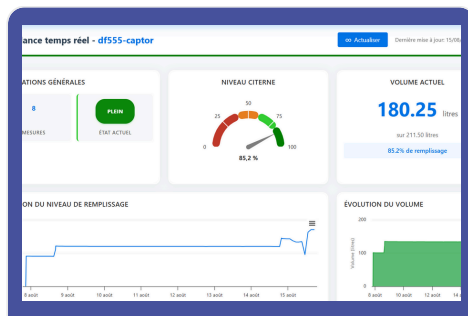 ance temps réel - df555-captor
∞ Actualiser
Dernière mise à jour: 15/08
ATIONS GÉNÉRALES
8
MESURES
PLEIN
ÉTAT ACTUEL
NIVEAU CITERNE
0
25
50
75
100
85,2 %
VOLUME ACTUEL
180.25 litres
sur 211.50 litres
85.2% de remplissage
ON DU NIVEAU DE REMPLISSAGE
8 août 9 août 10 août 11 août 12 août 13 août 14 août 15 août
ÉVOLUTION DU VOLUME
Volume (litres)
200
100
0
8 août 10 août 12 août 14 a